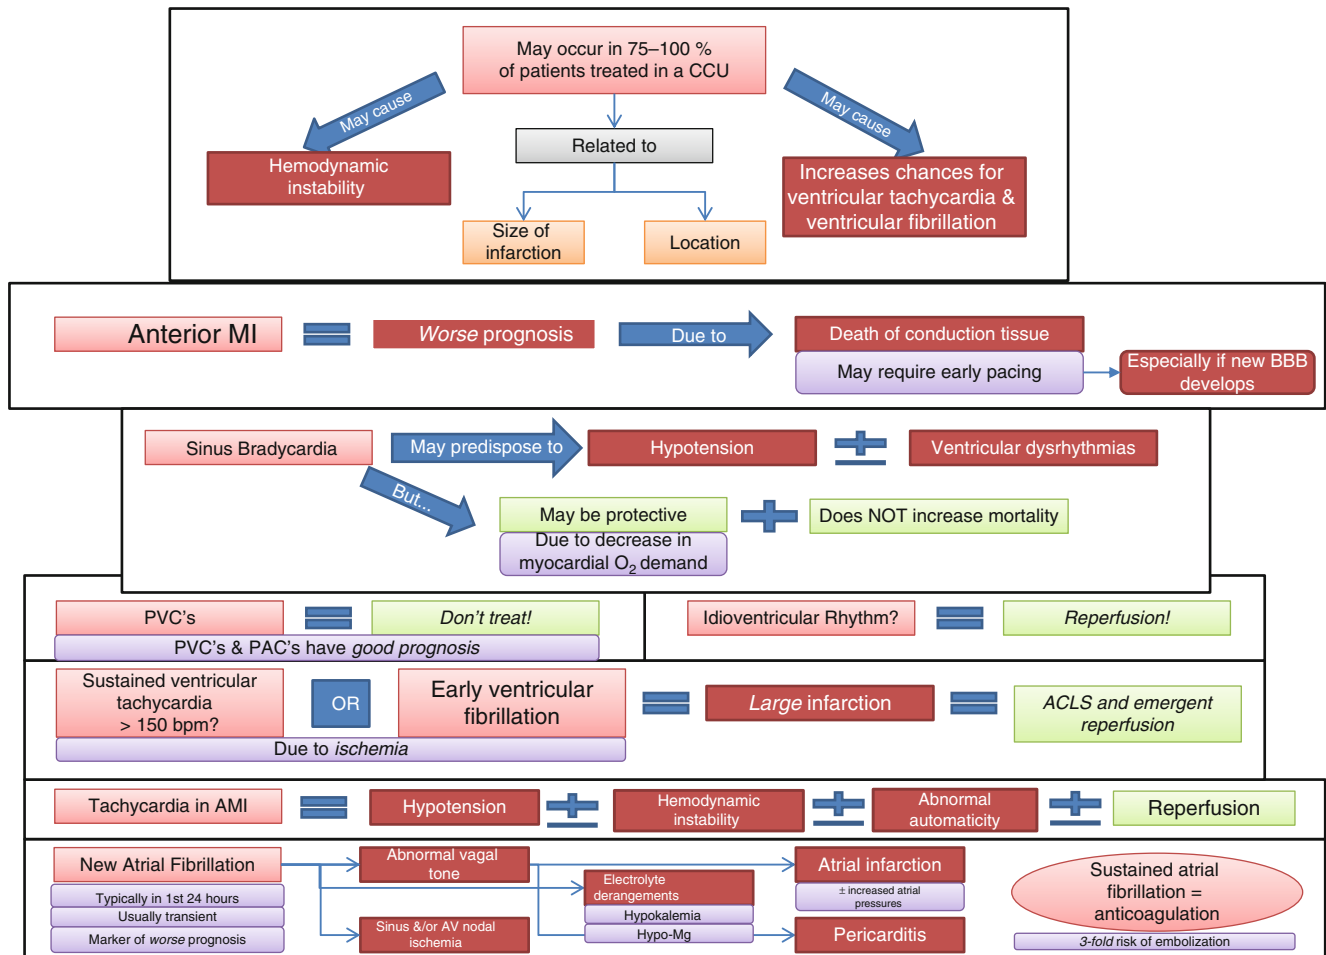 May occur in 75–100 %
of patients treated in a CCU
May cause
May cause
Related to
Hemodynamic
instability
Increases chances for
ventricular tachycardia &
ventricular fibrillation
Size of
infarction
Location
Anterior MI
Worse prognosis
Due to
Death of conduction tissue
May require early pacing
Especially if new BBB
develops
Sinus Bradycardia
May predispose to
Hypotension
Ventricular dysrhythmias
But...
May be protective
Does NOT increase mortality
Due to decrease in
myocardial O₂ demand
PVC's
Don't treat!
PVC's & PAC's have good prognosis
Idioventricular Rhythm?
Reperfusion!
Sustained ventricular
tachycardia
> 150 bpm?
OR
Early ventricular
fibrillation
Due to ischemia
Large infarction
ACLS and emergent
reperfusion
Tachycardia in AMI
Hypotension
Hemodynamic
instability
Abnormal
automaticity
Reperfusion
New Atrial Fibrillation
Typically in 1st 24 hours
Usually transient
Marker of worse prognosis
Abnormal vagal
tone
Sinus &/or AV nodal
ischemia
Electrolyte
derangements
Hypokalemia
Hypo-Mg
Atrial infarction
± increased atrial
pressures
Pericarditis
Sustained atrial
fibrillation =
anticoagulation
3-fold risk of embolization